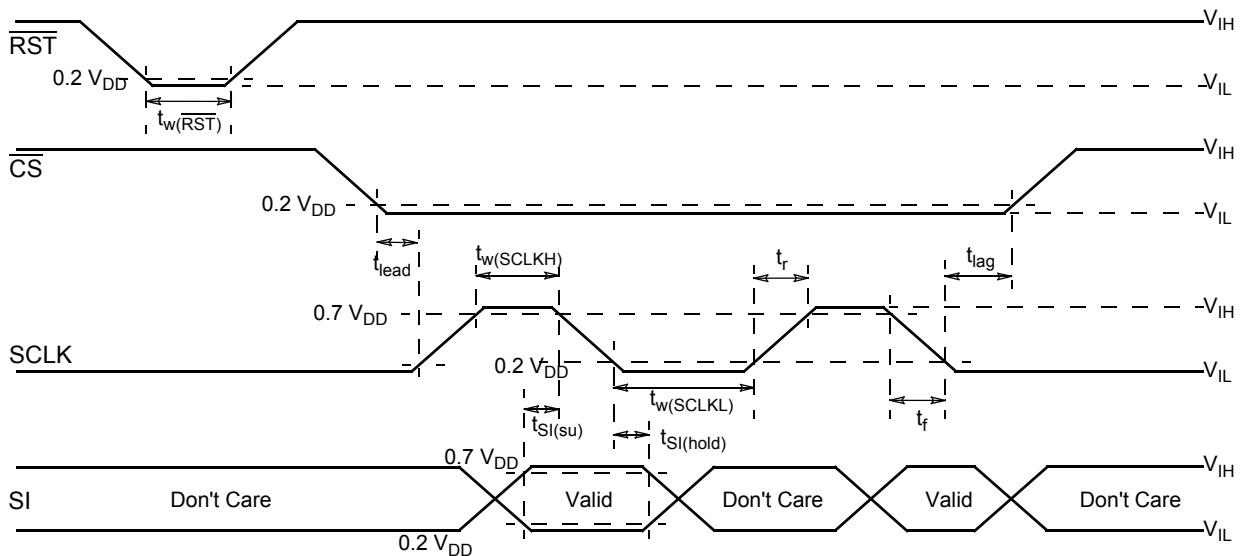 VIH
RST
0.2 VDD
VIL
tw(RST)
VIH
CS
0.2 VDD
VIL
tlead
tw(SCLKH)
tr
tlag
0.7 VDD
VIH
SCLK
0.2 VDD
VIL
tw(SCLKL)
tf
tSI(su)
tSI(hold)
0.7 VDD
VIH
SI
Don't Care
Valid
Don't Care
Valid
Don't Care
0.2 VDD
VIL